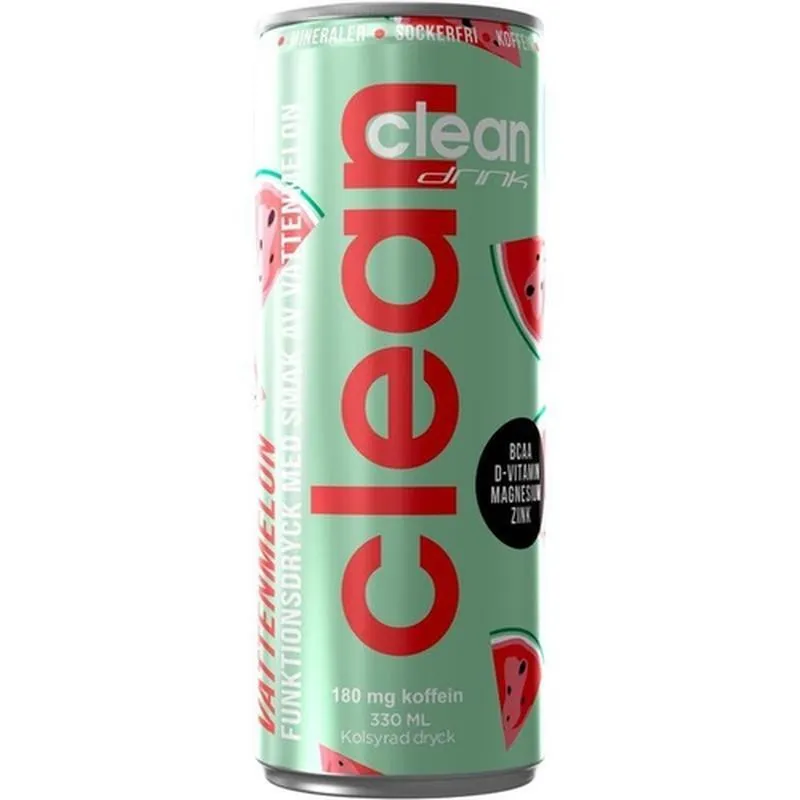 • MINERALER • SOCKERFRI • KOFFEIN
clean
drink
clean
VATTENMELON
FUNKTIONSDRYCK MED SMAK AV VATTENMELON
BCAA
D-VITAMIN
MAGNESIUM
ZINK
180 mg koffein
330 ML
Kolsyrad dryck